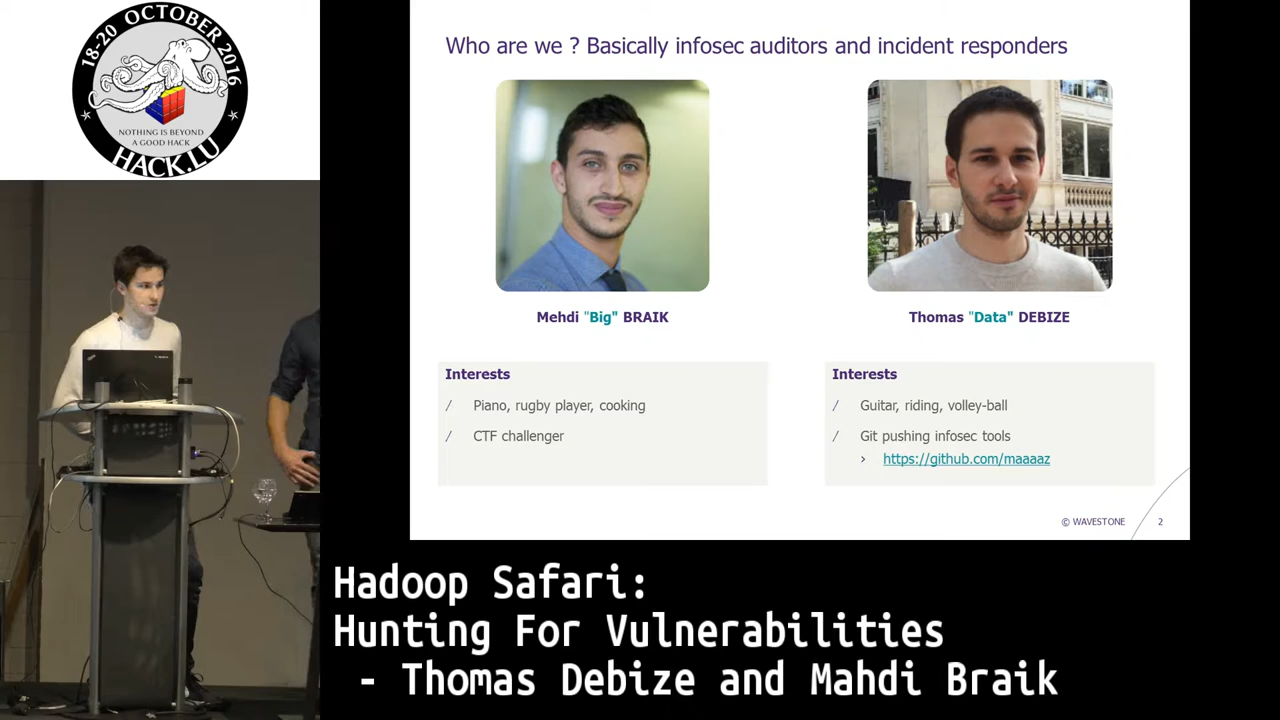 18-20 OCTOBER 2016
NOTHING IS BEYOND
A GOOD HACK
HACK.LU
Who are we ? Basically infosec auditors and incident responders
Mehdi "Big" BRAIK
Thomas "Data" DEBIZE
Interests
/ Piano, rugby player, cooking
/ CTF challenger
Interests
/ Guitar, riding, volley-ball
/ Git pushing infosec tools
› https://github.com/maaaaz
© WAVESTONE 2
Hadoop Safari:
Hunting For Vulnerabilities
- Thomas Debize and Mahdi Braik